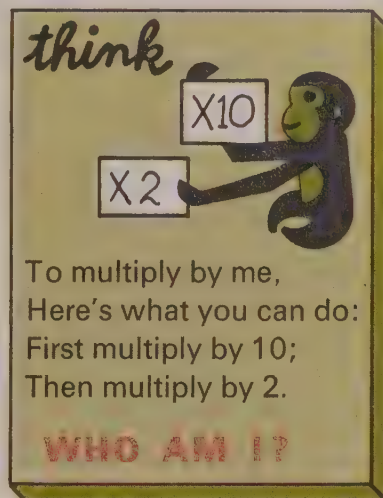 think
X10
X2
To multiply by me,
Here's what you can do:
First multiply by 10;
Then multiply by 2.
WHO AM I?